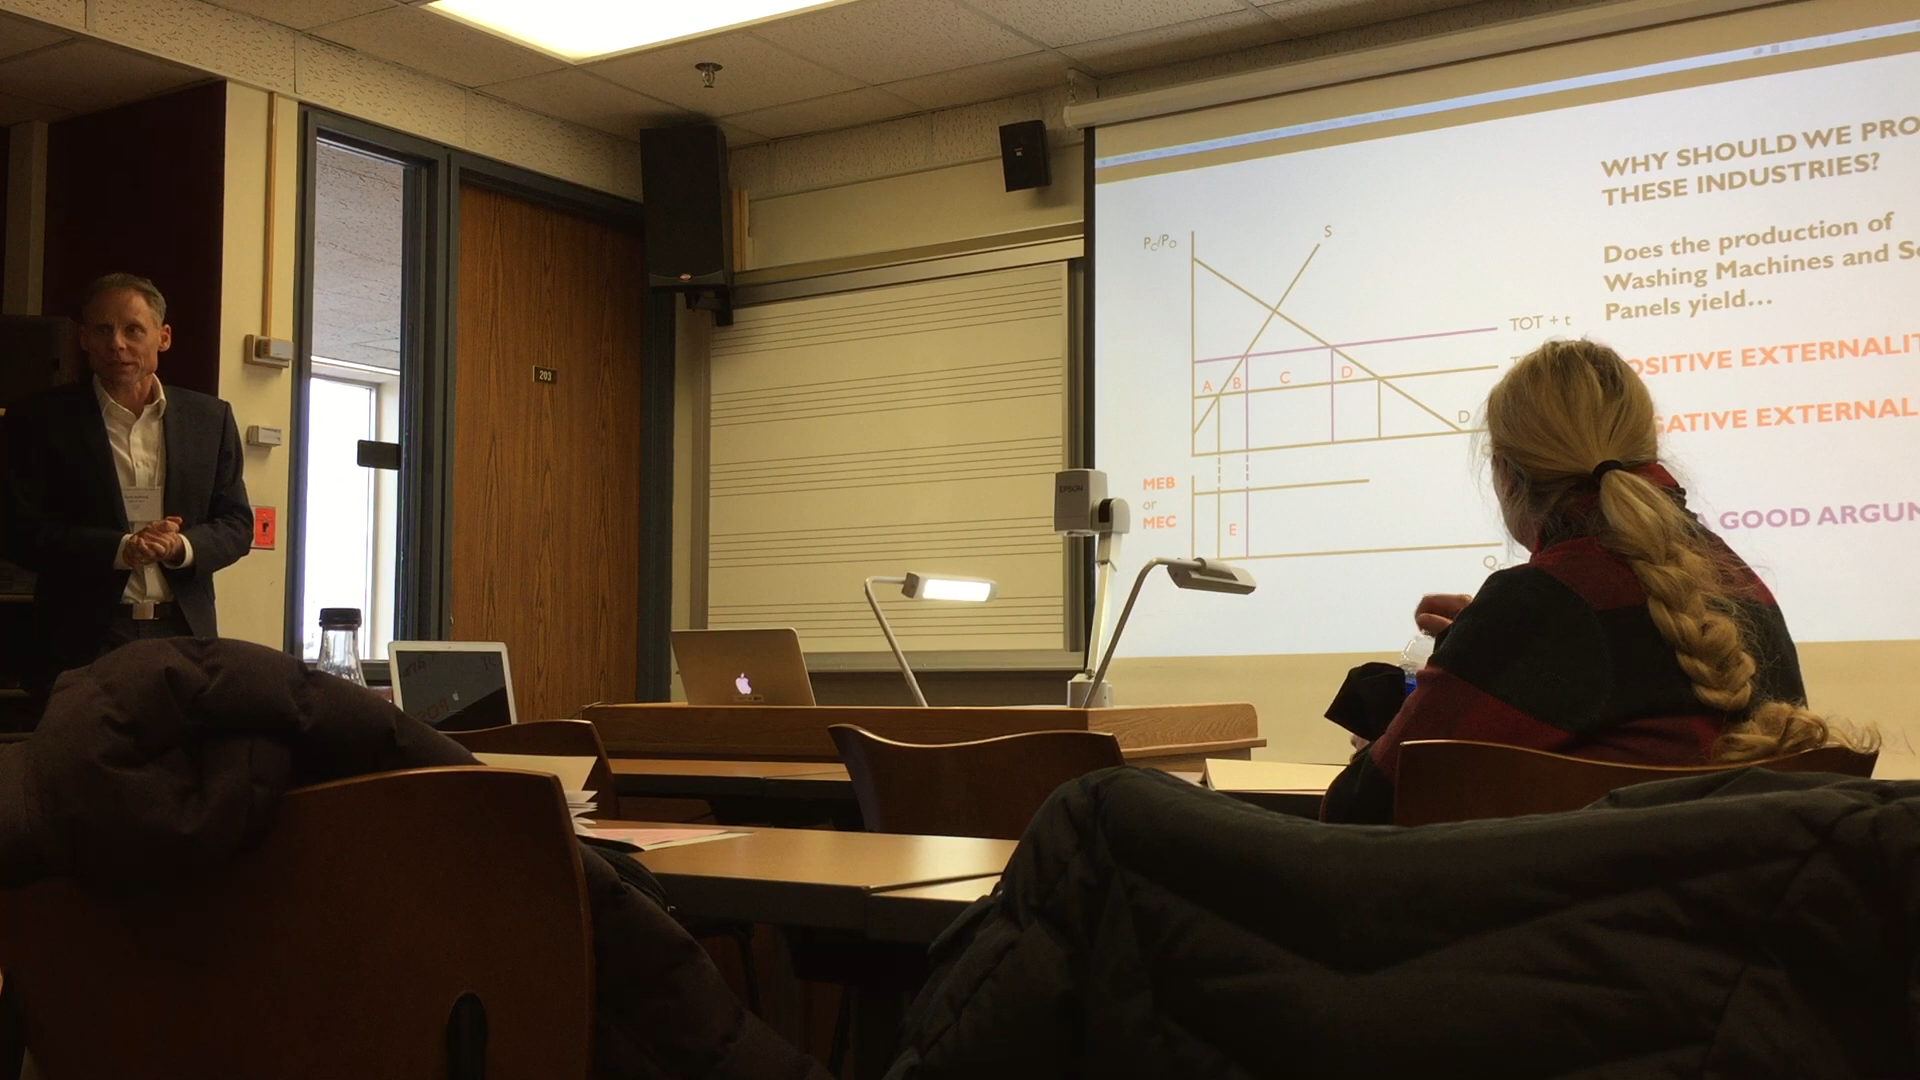 203
EPSON
WHY SHOULD WE PRO
THESE INDUSTRIES?
Does the production of
Washing Machines and So
Panels yield...
OSITIVE EXTERNALIT
GATIVE EXTERNAL
A GOOD ARGUM
PC/PO
S
TOT + t
A B C D
D
MEB
or
MEC
E
Q